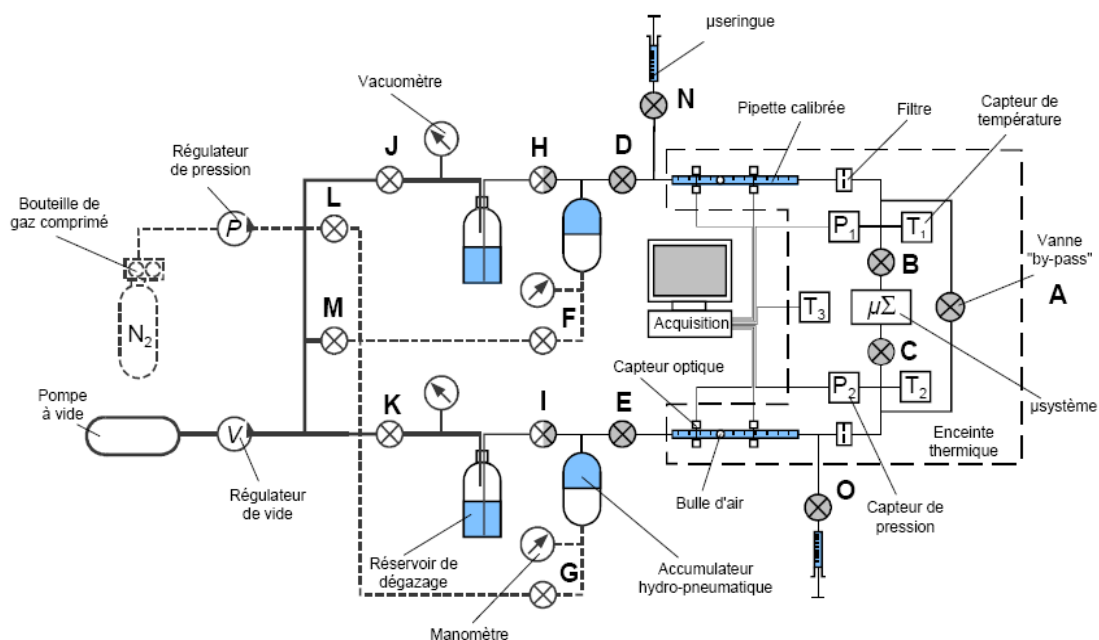 µseringue
Vacuomètre
N
Pipette calibrée
Filtre
Capteur de
température
J
H
D
Régulateur
de pression
L
Bouteille de
gaz comprimé
P
P1
T1
B
Vanne
"by-pass"
A
M
F
N2
Acquisition
T3
µΣ
C
Capteur optique
P2
T2
µsystème
Pompe
à vide
K
I
E
V
Enceinte
thermique
Régulateur
de vide
Bulle d'air
O
Capteur de
pression
Réservoir de
dégazage
G
Accumulateur
hydro-pneumatique
Manomètre